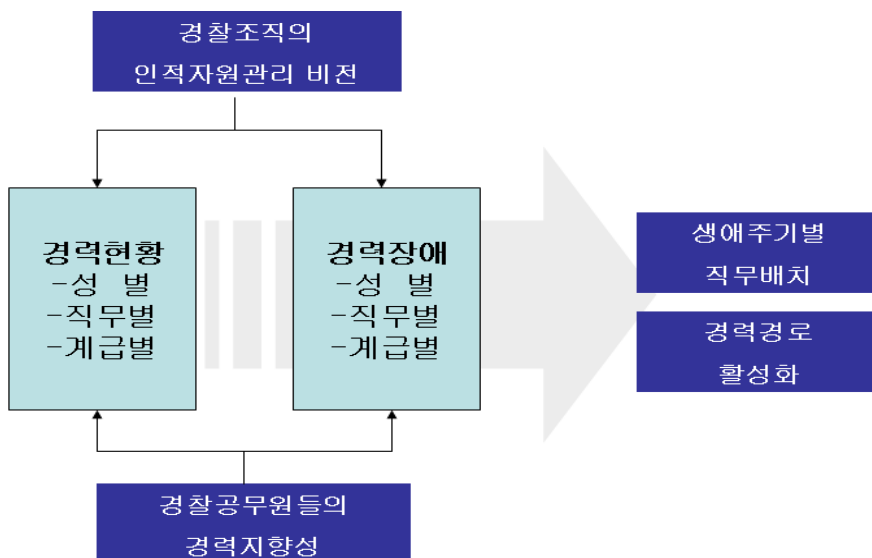 경찰조직의
인적자원관리 비전
경력현황
-성 별
-직무별
-계급별
경력장애
-성 별
-직무별
-계급별
생애주기별
직무배치
경력경로
활성화
경찰공무원들의
경력지향성